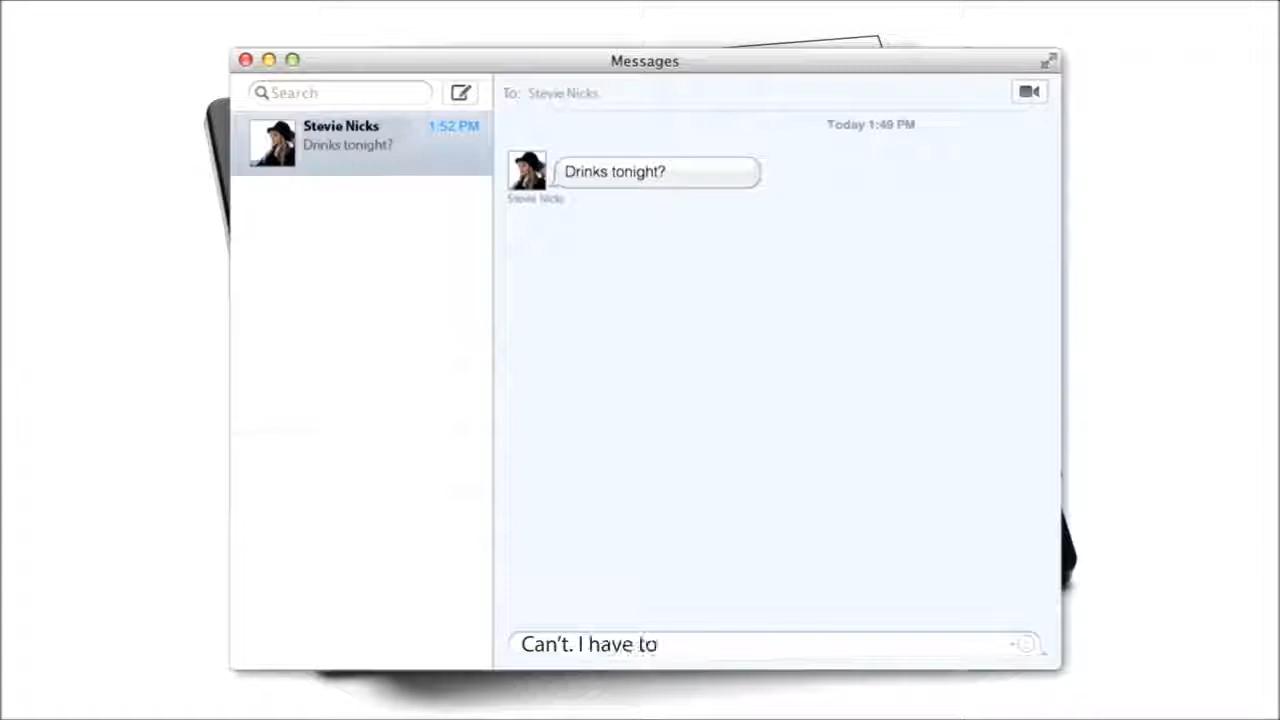 Messages
Search
Stevie Nicks 1:52 PM
Drinks tonight?
To: Stevie Nicks
Today 1:49 PM
Drinks tonight?
Stevie Nicks
Can't. I have to